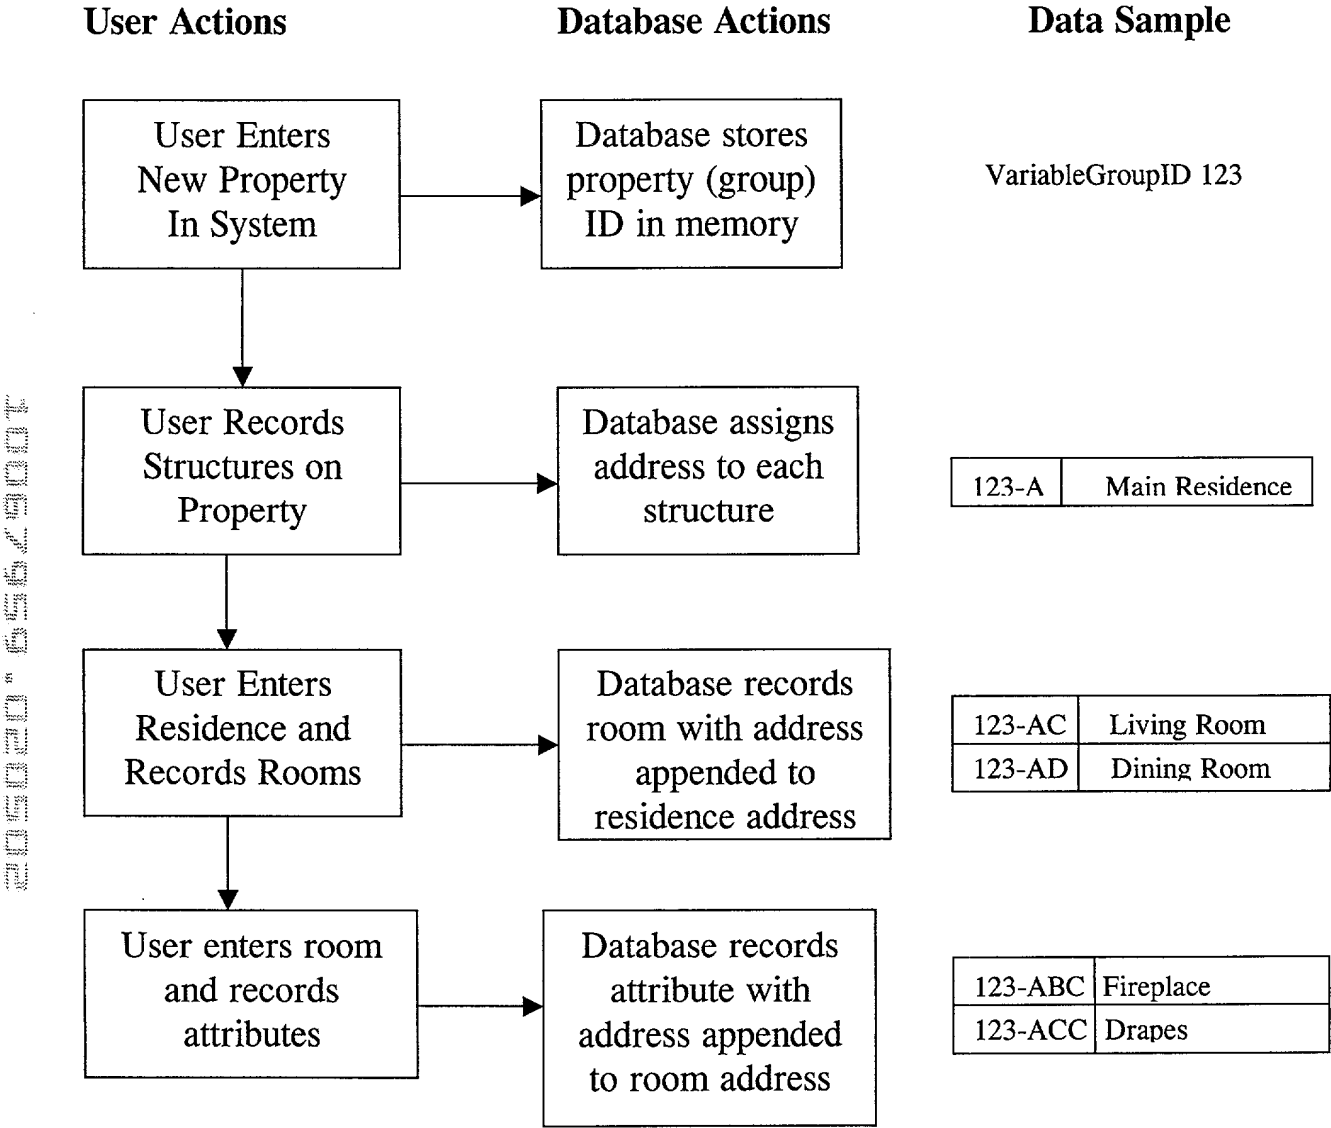 User Actions
Database Actions
Data Sample
User Enters
New Property
In System
Database stores
property (group)
ID in memory
VariableGroupID 123
User Records
Structures on
Property
Database assigns
address to each
structure
123-A Main Residence
User Enters
Residence and
Records Rooms
Database records
room with address
appended to
residence address
123-AC Living Room
123-AD Dining Room
User enters room
and records
attributes
Database records
attribute with
address appended
to room address
123-ABC Fireplace
123-ACC Drapes